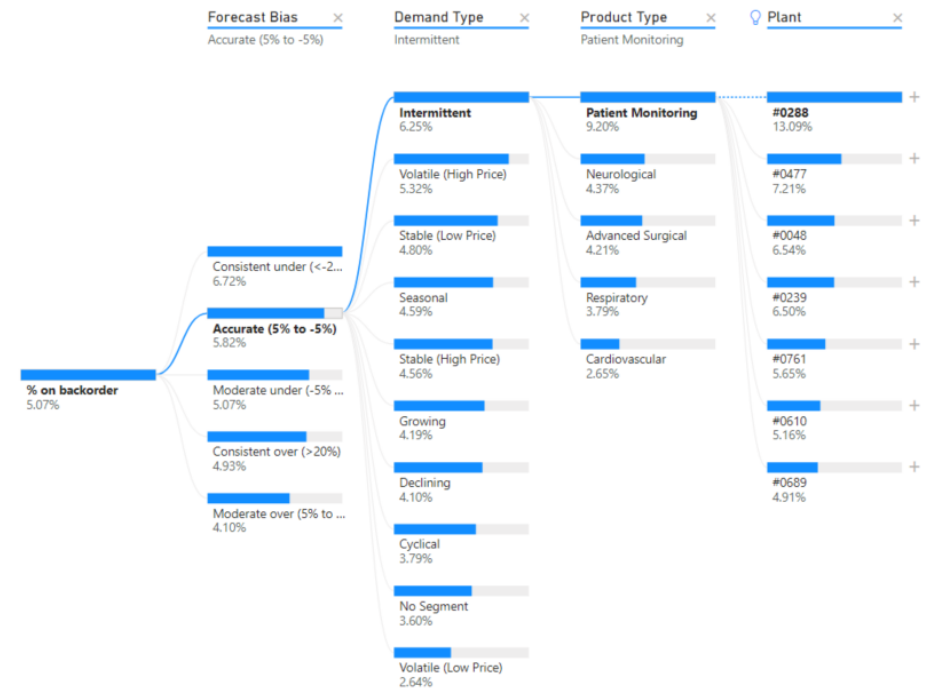 Forecast Bias ×
Accurate (5% to -5%)
Demand Type ×
Intermittent
Product Type ×
Patient Monitoring
Plant ×
% on backorder
5.07%
Consistent under (<-2...
6.72%
Accurate (5% to -5%)
5.82%
Moderate under (-5% ...
5.07%
Consistent over (>20%)
4.93%
Moderate over (5% to ...
4.10%
Intermittent
6.25%
Volatile (High Price)
5.32%
Stable (Low Price)
4.80%
Seasonal
4.59%
Stable (High Price)
4.56%
Growing
4.19%
Declining
4.10%
Cyclical
3.79%
No Segment
3.60%
Volatile (Low Price)
2.64%
Patient Monitoring
9.20%
Neurological
4.37%
Advanced Surgical
4.21%
Respiratory
3.79%
Cardiovascular
2.65%
#0288
13.09%
#0477
7.21%
#0048
6.54%
#0239
6.50%
#0761
5.65%
#0610
5.16%
#0689
4.91%